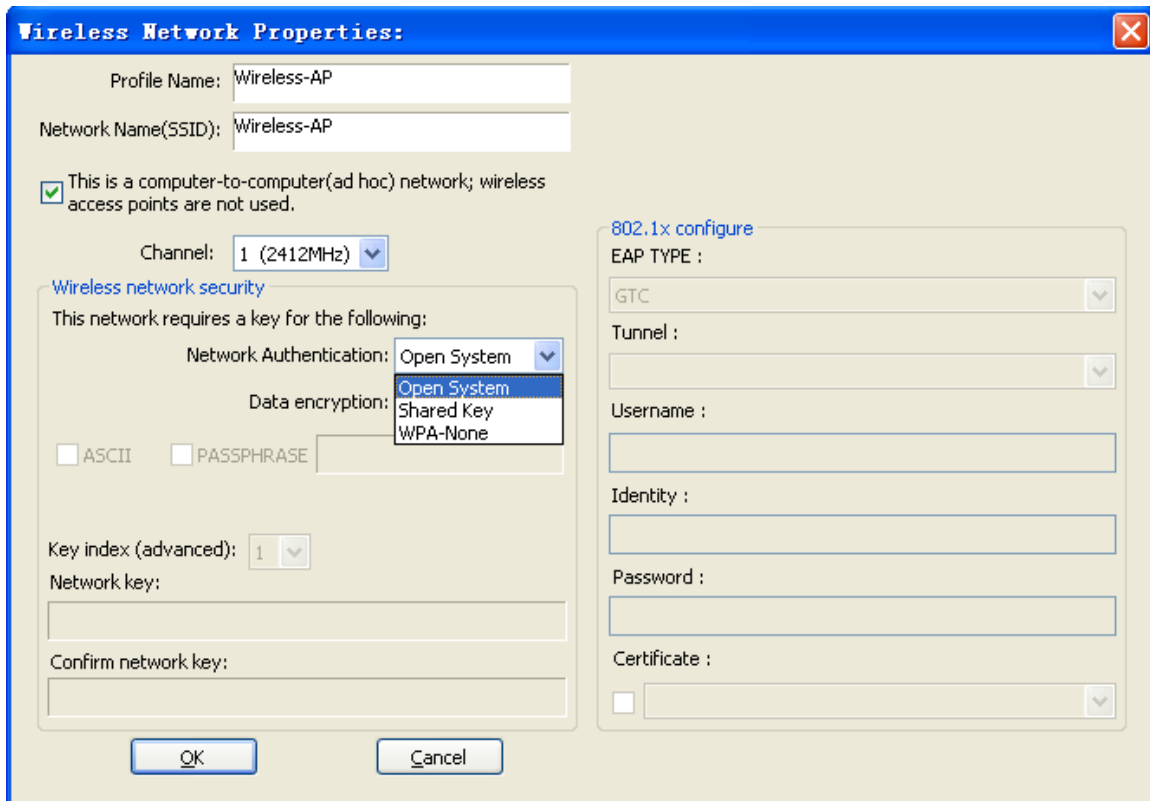 Wireless Network Properties:
Profile Name: Wireless-AP
Network Name(SSID): Wireless-AP
This is a computer-to-computer(ad hoc) network; wireless
access points are not used.
Channel: 1 (2412MHz)
Wireless network security
This network requires a key for the following:
Network Authentication: Open System
Open System
Data encryption:
Shared Key
WPA-None
ASCII PASSPHRASE
Key index (advanced): 1
Network key:
Confirm network key:
802.1x configure
EAP TYPE :
GTC
Tunnel :
Username :
Identity :
Password :
Certificate :
OK Cancel